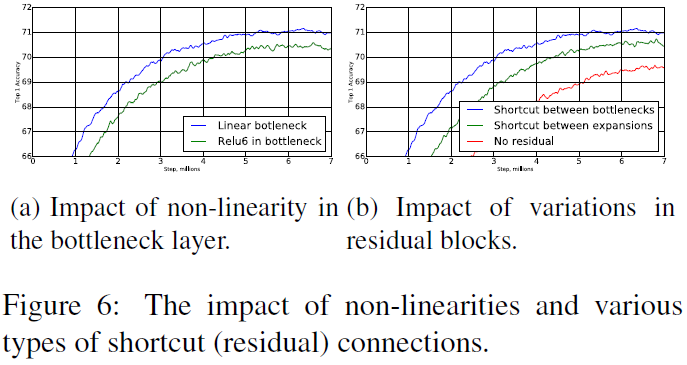 72
71
70
69
68
67
66
0
1
2
3
4
5
6
7
Top 1 Accuracy
Step, millions
Linear botleneck
Relu6 in bottleneck
72
71
70
69
68
67
66
0
1
2
3
4
5
6
7
Top 1 Accuracy
Step, millions
Shortcut between bottlenecks
Shortcut between expansions
No residual
(a) Impact of non-linearity in
the bottleneck layer.
(b) Impact of variations in
residual blocks.
Figure 6: The impact of non-linearities and various
types of shortcut (residual) connections.